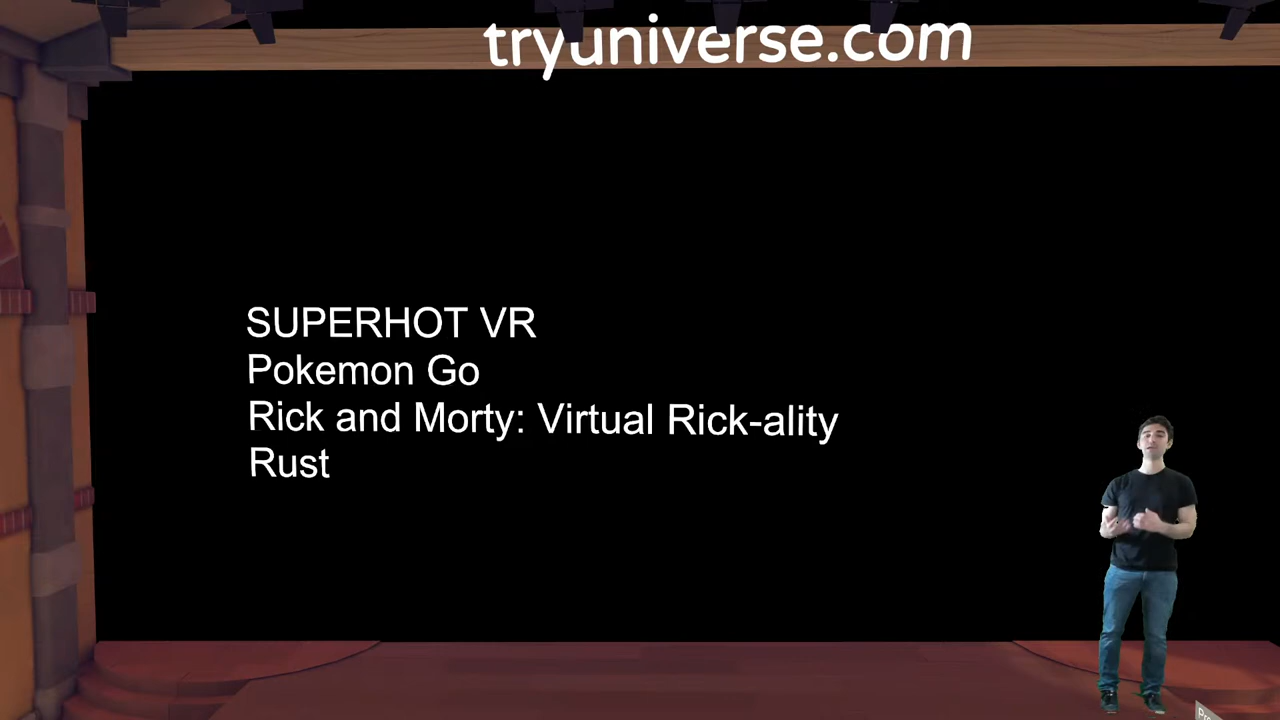 tryuniverse.com
SUPERHOT VR
Pokemon Go
Rick and Morty: Virtual Rick-ality
Rust